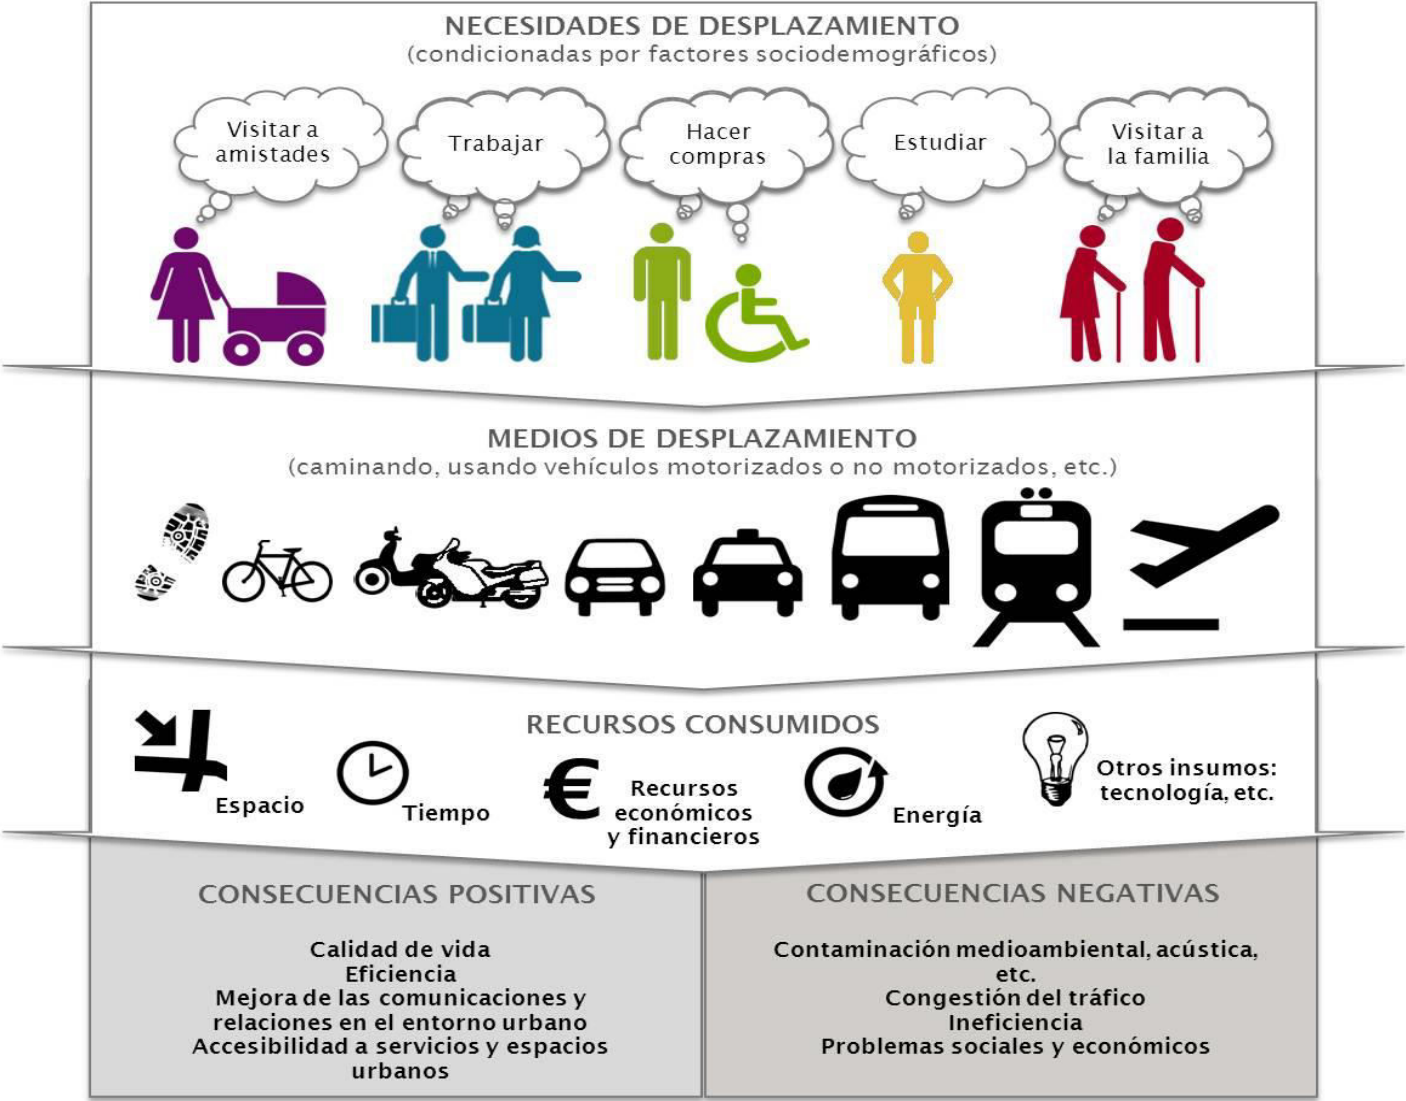 NECESIDADES DE DESPLAZAMIENTO
(condicionadas por factores sociodemográficos)
Visitar a
amistades
Trabajar
Hacer
compras
Estudiar
Visitar a
la familia
MEDIOS DE DESPLAZAMIENTO
(caminando, usando vehículos motorizados o no motorizados, etc.)
RECURSOS CONSUMIDOS
Espacio
Tiempo
€
Recursos
económicos
y financieros
Energía
Otros insumos:
tecnología, etc.
CONSECUENCIAS POSITIVAS
Calidad de vida
Eficiencia
Mejora de las comunicaciones y
relaciones en el entorno urbano
Accesibilidad a servicios y espacios
urbanos
CONSECUENCIAS NEGATIVAS
Contaminación medioambiental, acústica,
etc.
Congestión del tráfico
Ineficiencia
Problemas sociales y económicos